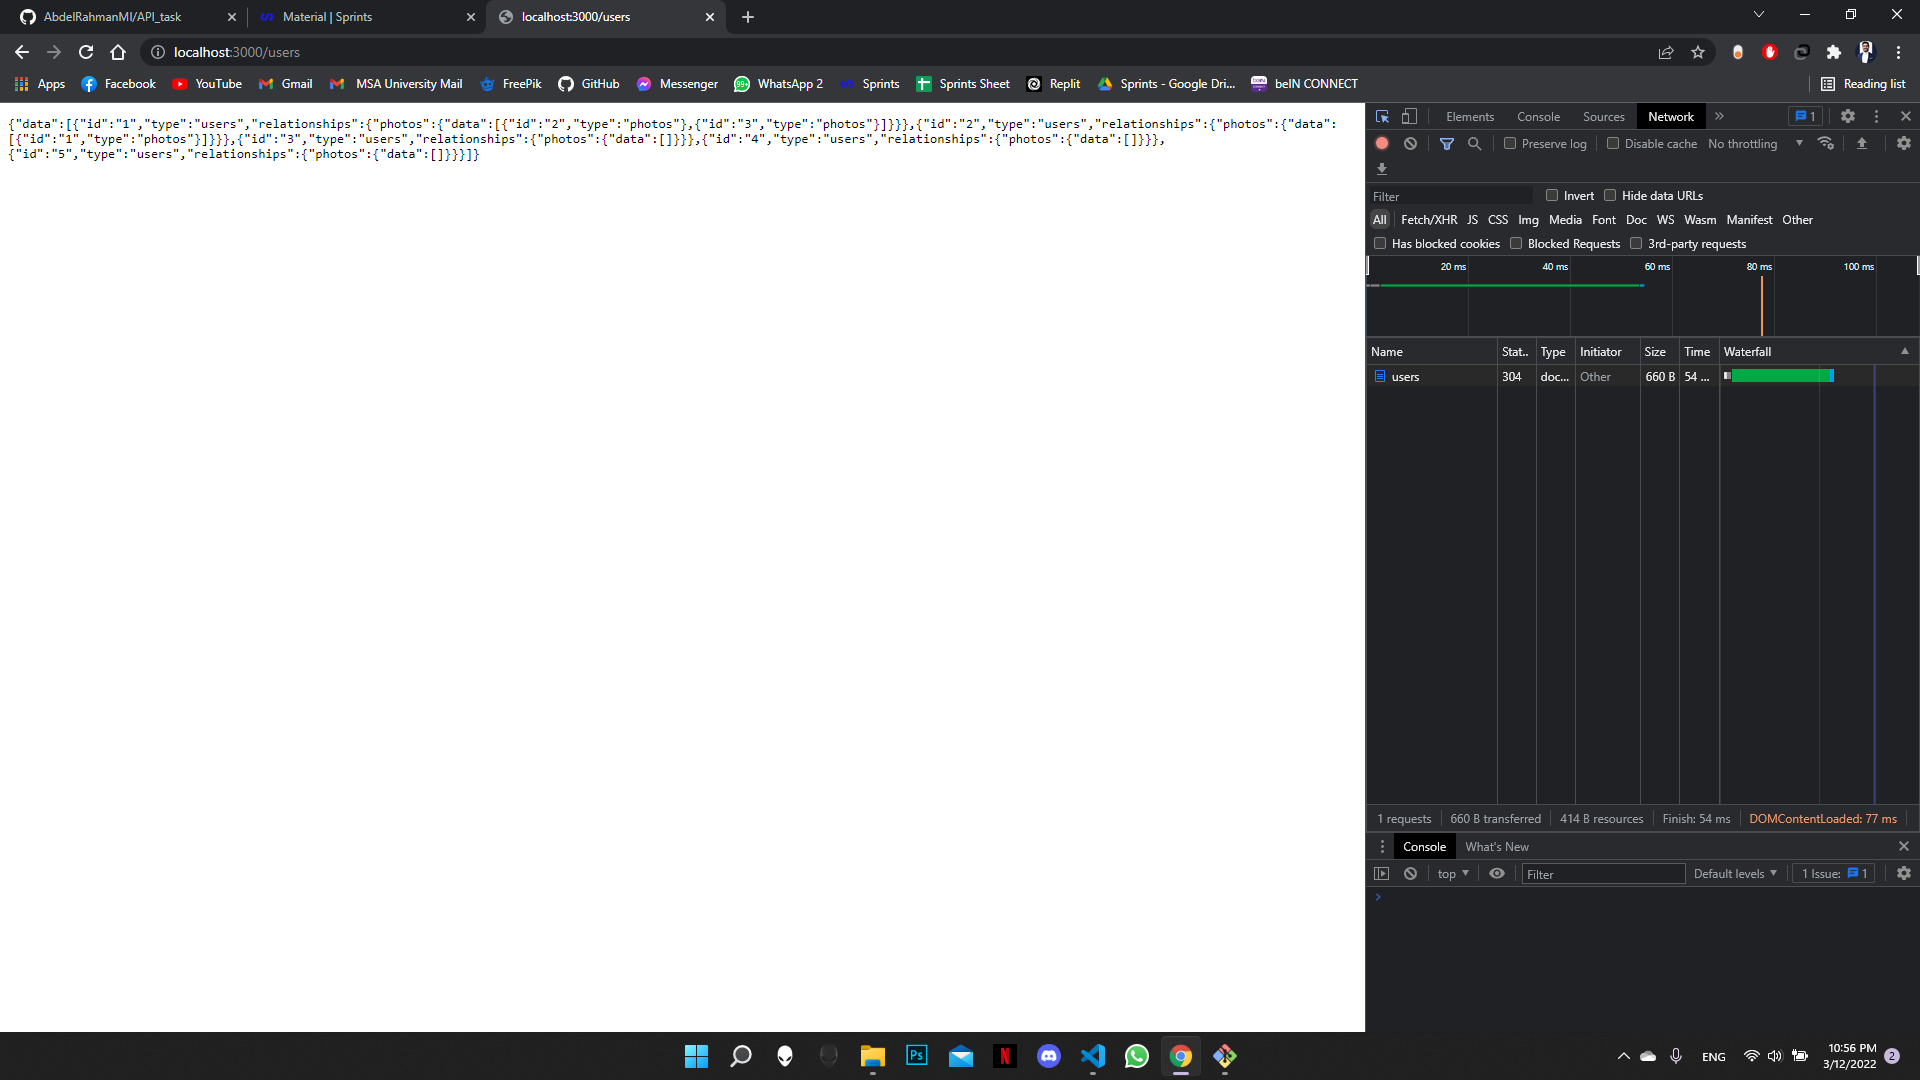 AbdelRahmanMI/API_task
Material | Sprints
localhost:3000/users
localhost:3000/users
Apps
Facebook
YouTube
Gmail
MSA University Mail
FreePik
GitHub
Messenger
99+
WhatsApp 2
Sprints
Sprints Sheet
Replit
Sprints - Google Dri...
beIN CONNECT
Reading list
{"data":[{"id":"1","type":"users","relationships":{"photos":{"data":[{"id":"2","type":"photos"},{"id":"3","type":"photos"}]}}},{"id":"2","type":"users","relationships":{"photos":{"data":
[{"id":"1","type":"photos"}]}}},{"id":"3","type":"users","relationships":{"photos":{"data":[]}}},{"id":"4","type":"users","relationships":{"photos":{"data":[]}}},
{"id":"5","type":"users","relationships":{"photos":{"data":[]}}}]}
Elements Console Sources Network » 1
Preserve log Disable cache No throttling
Filter Invert Hide data URLs
All Fetch/XHR JS CSS Img Media Font Doc WS Wasm Manifest Other
Has blocked cookies Blocked Requests 3rd-party requests
20 ms 40 ms 60 ms 80 ms 100 ms
Name Stat.. Type Initiator Size Time Waterfall
users 304 doc... Other 660 B 54 ...
1 requests 660 B transferred 414 B resources Finish: 54 ms DOMContentLoaded: 77 ms
Console What's New
top Filter Default levels 1 Issue: 1
Ps
N
ENG
10:56 PM
3/12/2022
2